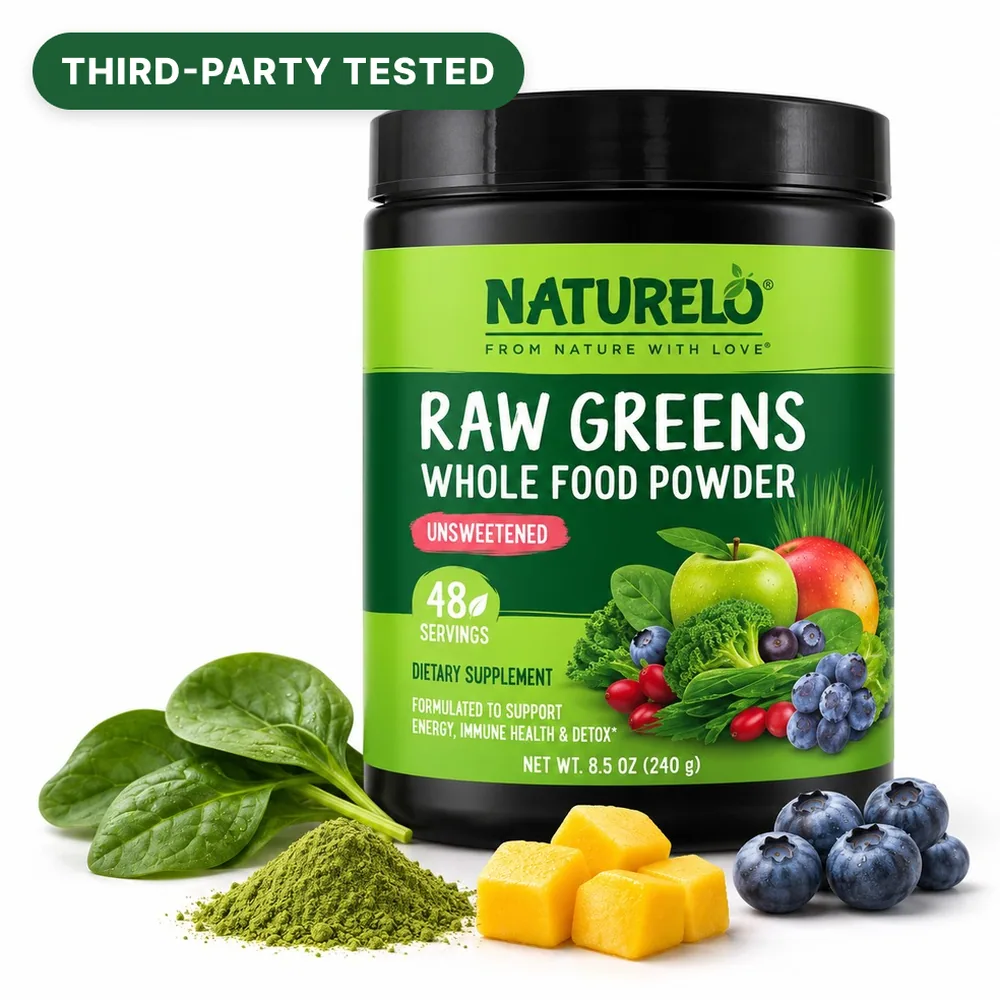 THIRD-PARTY TESTED
NATURELO®
FROM NATURE WITH LOVE®
RAW GREENS
WHOLE FOOD POWDER
UNSWEETENED
48
SERVINGS
DIETARY SUPPLEMENT
FORMULATED TO SUPPORT
ENERGY, IMMUNE HEALTH & DETOX*
NET WT. 8.5 OZ (240 g)